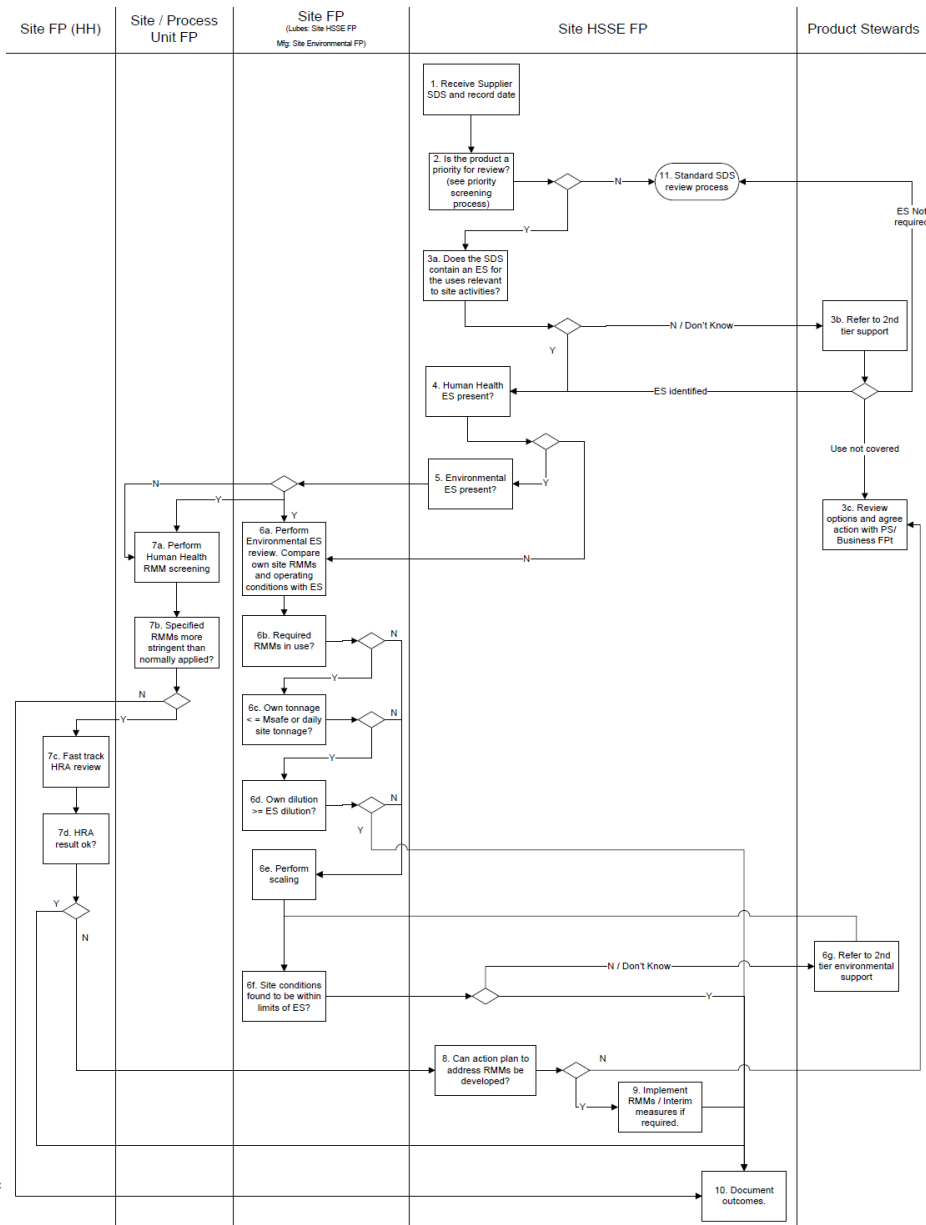 Site FP (HH)
Site / Process
Unit FP
Site FP
(Lubes: Site HSSE FP
Mfg: Site Environmental FP)
Site HSSE FP
Product Stewards
1. Receive Supplier
SDS and record date
2. Is the product a
priority for review?
(see priority
screening
process)
N
11. Standard SDS
review process
ES Not
required
Y
3a. Does the SDS
contain an ES for
the uses relevant
to site activities?
N / Don't Know
3b. Refer to 2nd
tier support
Y
4. Human Health
ES present?
ES identified
Use not covered
N
5. Environmental
ES present?
Y
Y
Y
3c. Review
options and agree
action with PS/
Business FPt
7a. Perform
Human Health
RMM screening
6a. Perform
Environmental ES
review. Compare
own site RMMs
and operating
conditions with ES
N
7b. Specified
RMMs more
stringent than
normally applied?
6b. Required
RMMs in use?
N
Y
N
Y
6c. Own tonnage
< = Msafe or daily
site tonnage?
N
7c. Fast track
HRA review
Y
6d. Own dilution
>= ES dilution?
N
Y
7d. HRA
result ok?
6e. Perform
scaling
Y
N
6g. Refer to 2nd
tier environmental
support
N / Don't Know
6f. Site conditions
found to be within
limits of ES?
Y
8. Can action plan to
address RMMs be
developed?
N
Y
9. Implement
RMMs / Interim
measures if
required.
10. Document
outcomes.